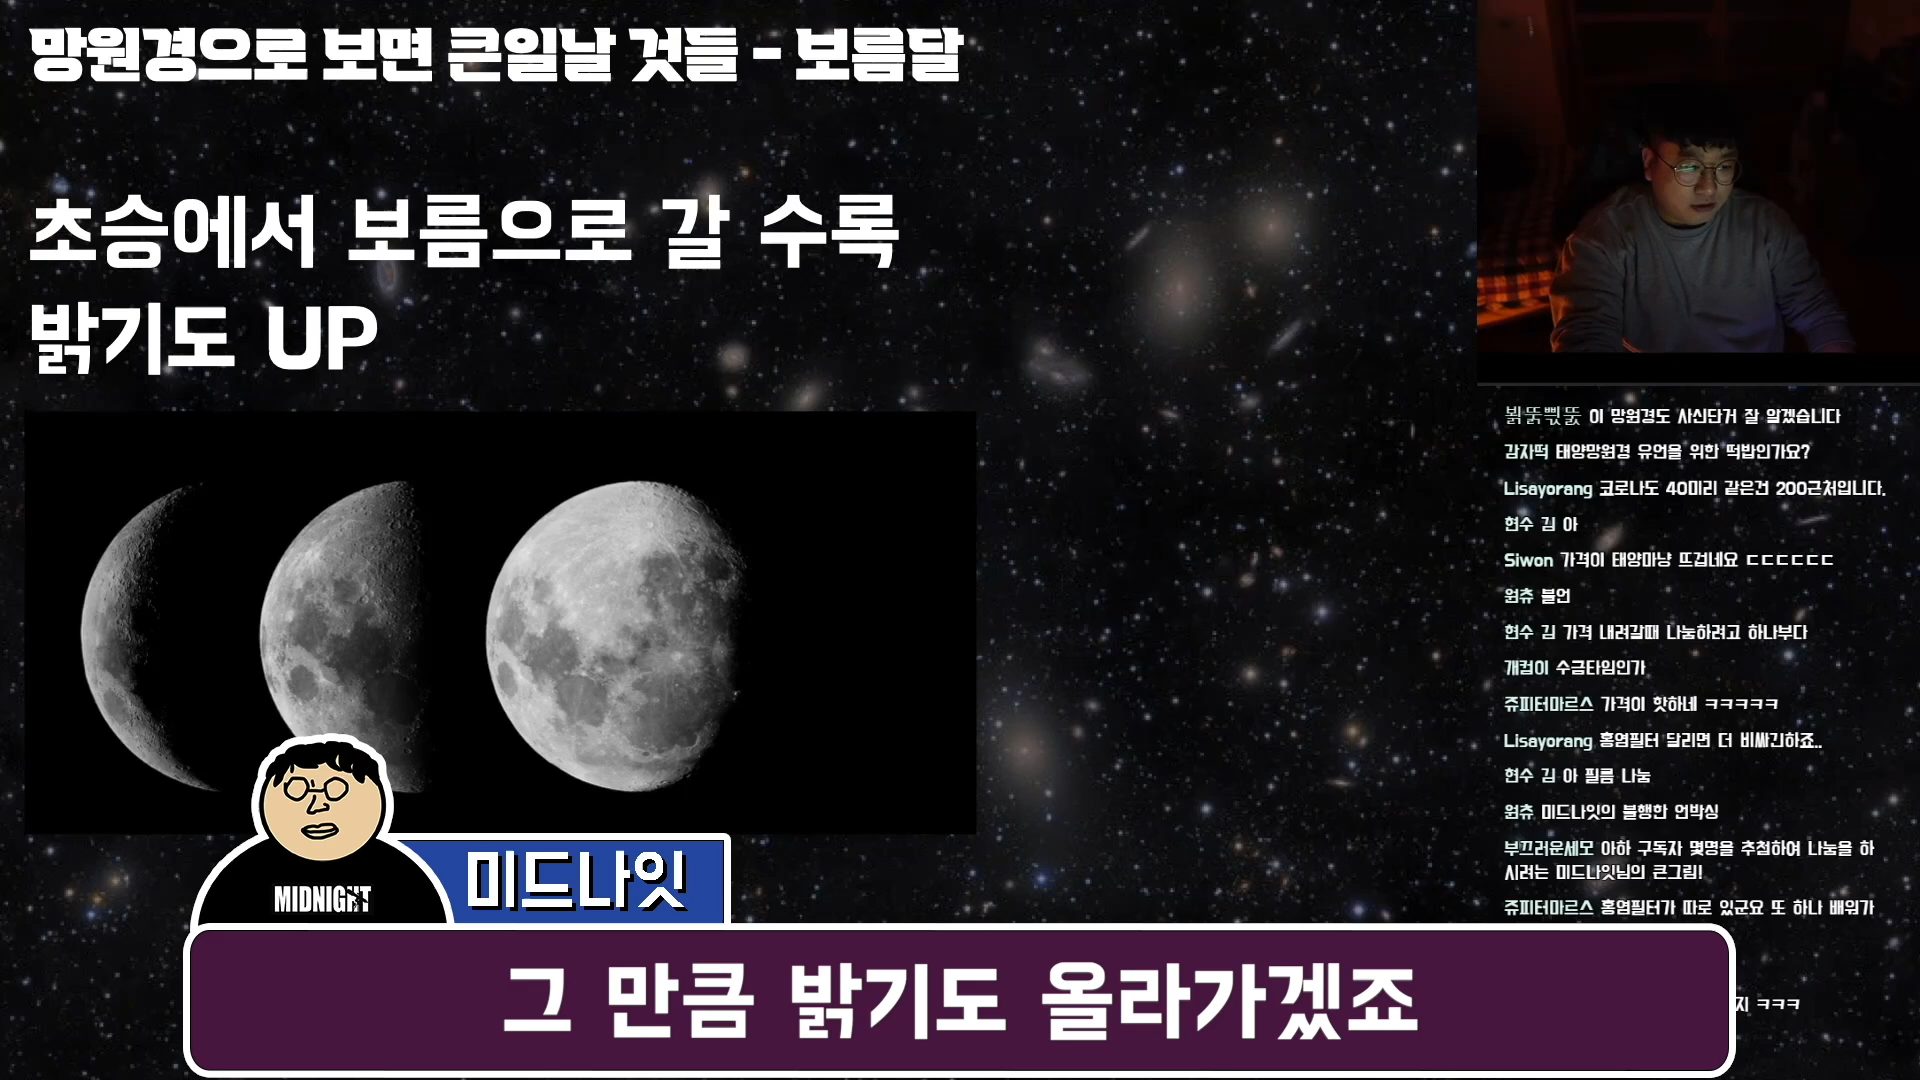 망원경으로 보면 큰일날 것들 - 보름달
초승에서 보름으로 갈 수록
밝기도 UP
이 망원경도 사신단거 잘 알겠습니다
감자떡 태양망원경 유언을 위한 떡밥인가요?
Lisayorang 코로나도 40미리 같은건 200근처입니다.
현수 김 아
Siwon 가격이 태양마냥 뜨겁네요 ㄷㄷㄷㄷㄷㄷ
원츄 불언
현수 김 가격 내려갈때 나눔하려고 하나부다
개컴이 수금타임인가
쥬피터마르스 가격이 핫하네 ㅋㅋㅋㅋㅋ
Lisayorang 홍염필터 달리면 더 비싸긴하죠..
현수 김 아 필름 나눔
원츄 미드나잇의 불행한 언박싱
부끄러운세모 아하 구독자 몇명을 추첨하여 나눔을 하
시려는 미드나잇님의 큰그림!
쥬피터마르스 홍염필터가 따로 있군요 또 하나 배워가
지 ㅋㅋㅋ
MIDNIGHT
미드나잇
그 만큼 밝기도 올라가겠죠